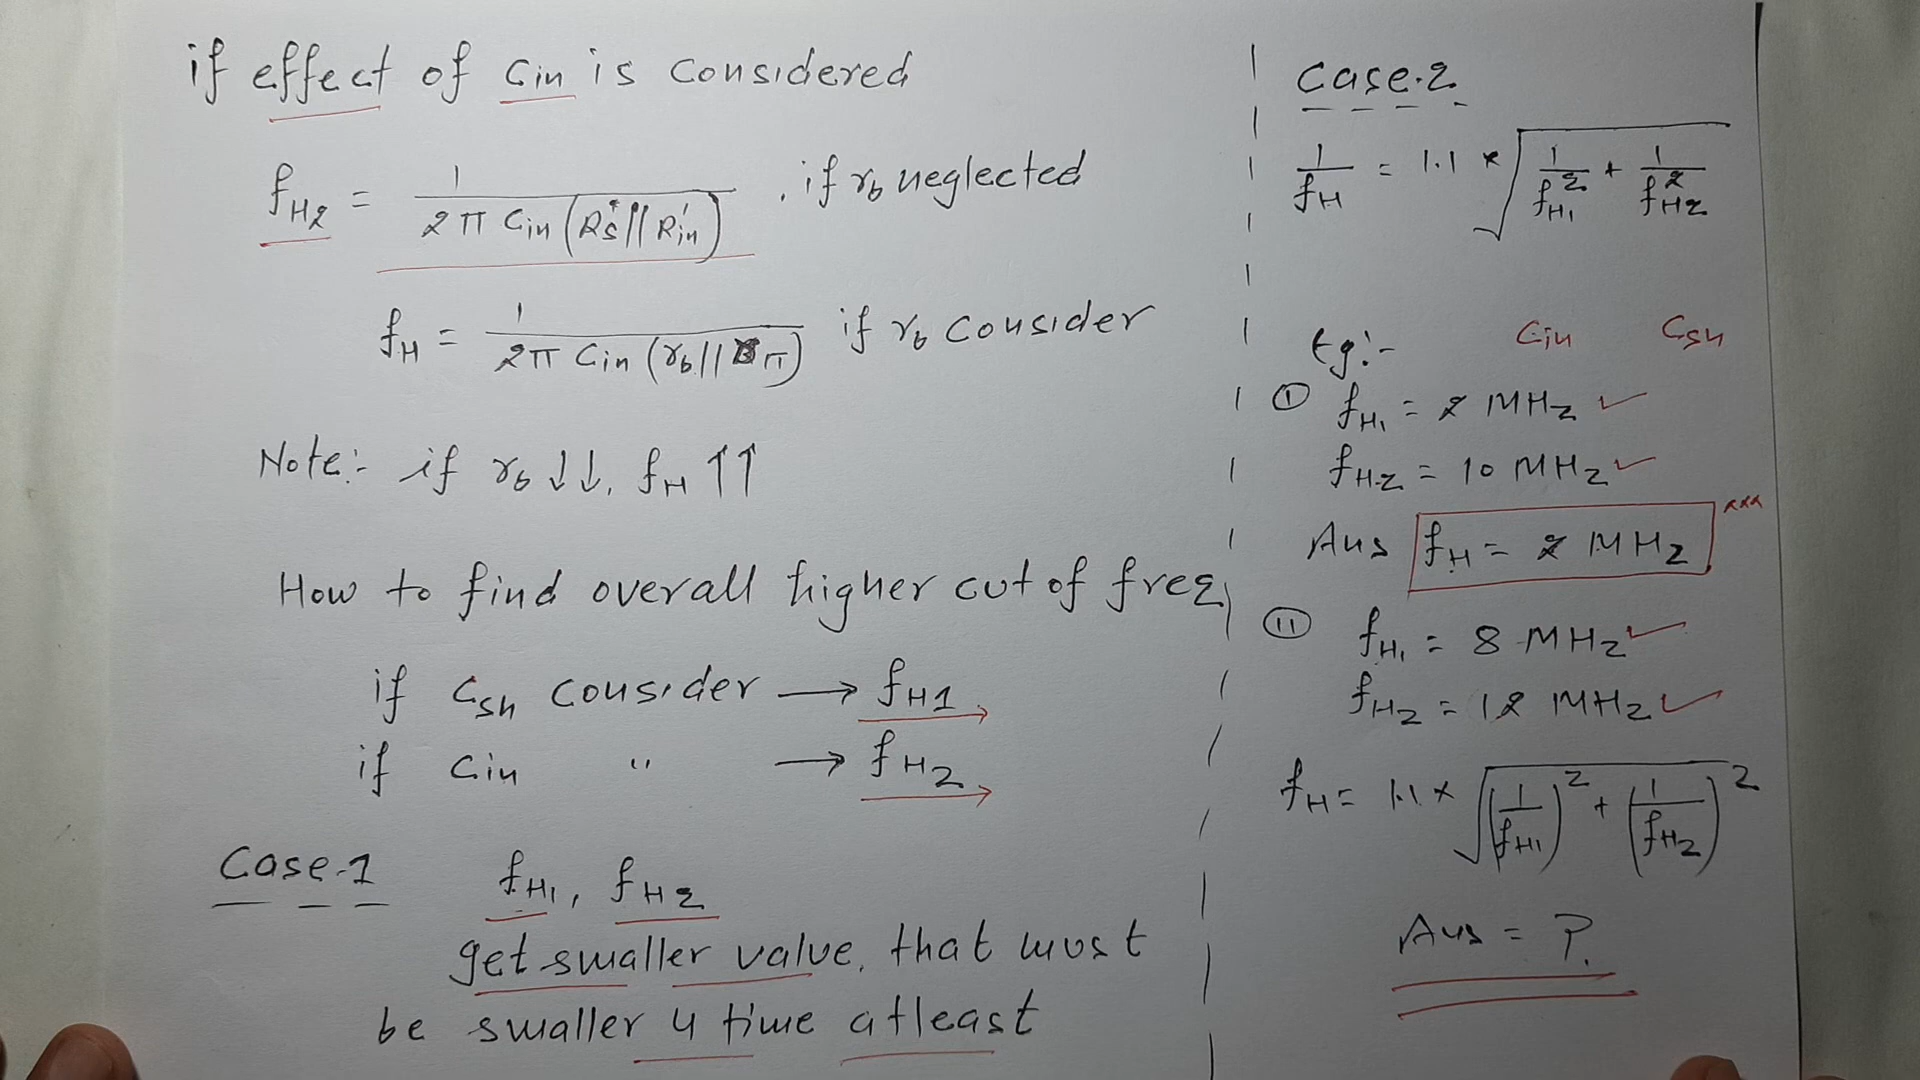 if effect of Cin is considered
fH2 = 1 / 2π Cin (Rs' || Rin') , if rb neglected
fH = 1 / 2π Cin (rb || rπ) if rb consider
Note:- if rb ↓↓, fH ↑↑
How to find overall higher cut of freq,
if Csh consider → fH1
if Cin " → fH2
Case-1 fH1, fH2
get smaller value, that must
be smaller 4 time atleast
Case-2
1/fH = 1.1 * √(1/fH1² + 1/fH2²)
Eg:- Cin Csh
① fH1 = 2 MHz ✓
fH2 = 10 MHz ✓
Ans fH = 2 MHz xxx
(11) fH1 = 8 MHz ✓
fH2 = 12 MHz ✓
fH = 1.1 × √((1/fH1)² + (1/fH2)²)
Ans = ?